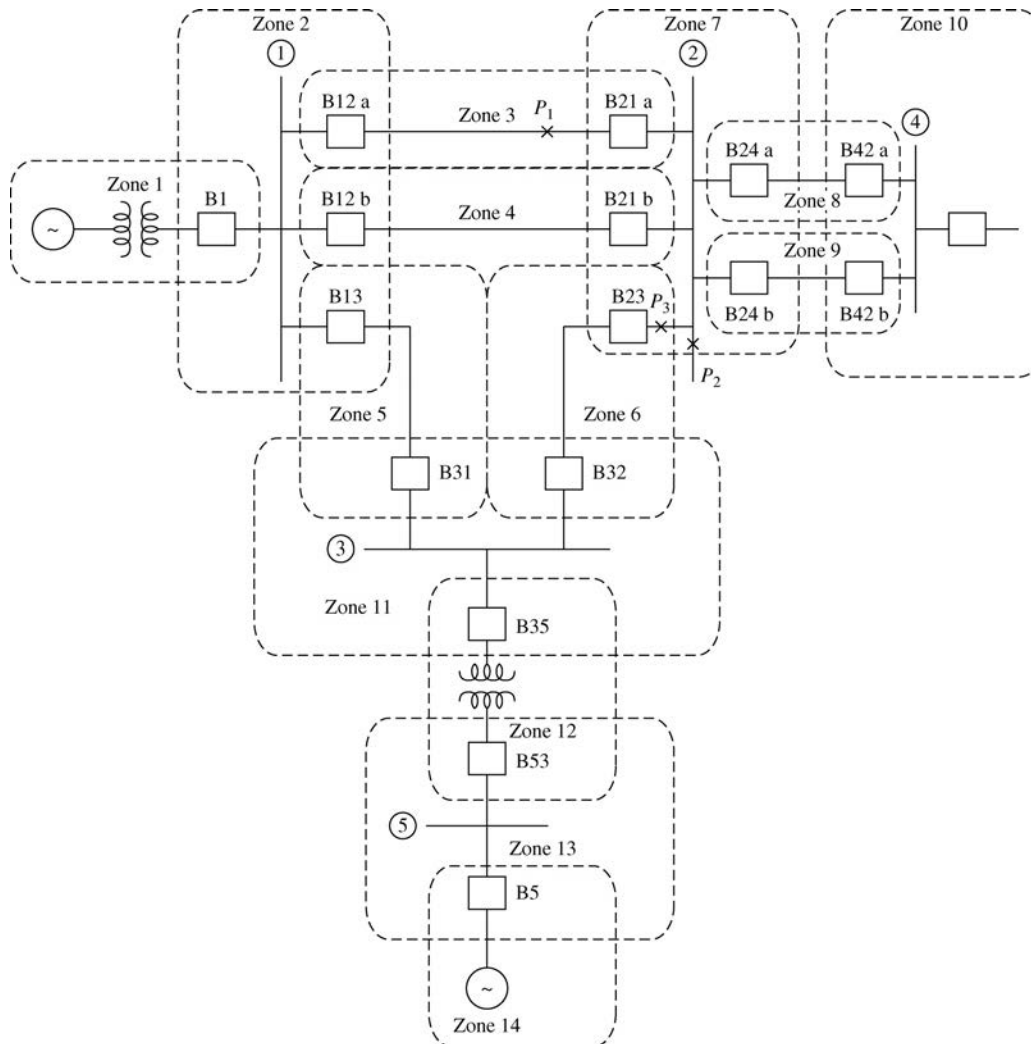 Zone 2
Zone 7
Zone 10
1
2
B12 a
Zone 3
P1
B21 a
4
B24 a
B42 a
Zone 1
B1
B12 b
Zone 4
B21 b
Zone 8
~
Zone 9
B13
B23
P3
B24 b
B42 b
P2
Zone 5
Zone 6
B31
B32
3
Zone 11
B35
Zone 12
B53
5
Zone 13
B5
~
Zone 14